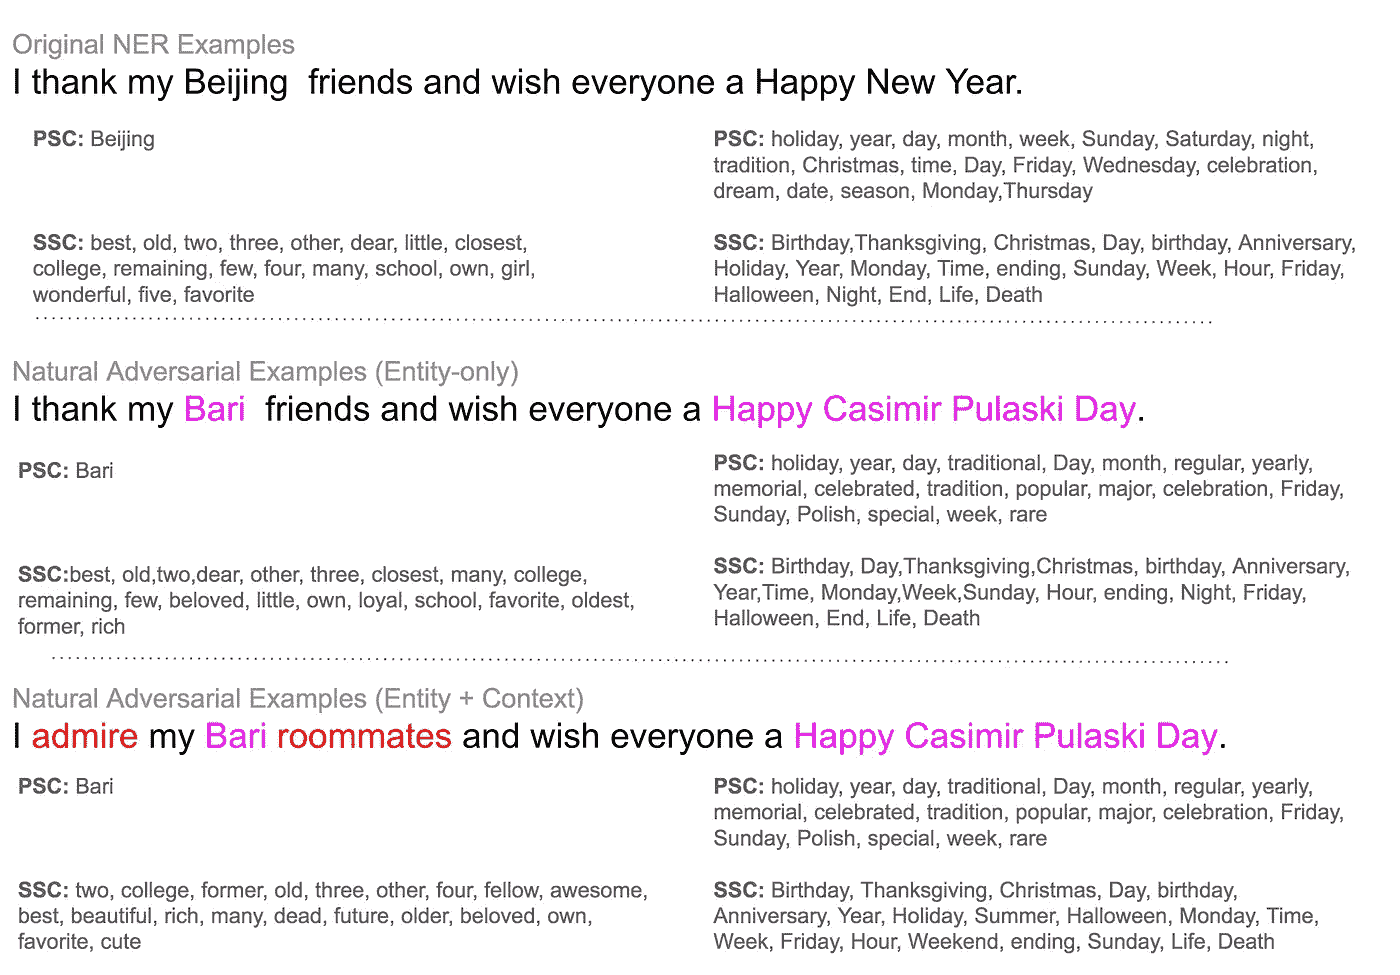 Original NER Examples
I thank my Beijing  friends and wish everyone a Happy New Year.
PSC: Beijing
PSC: holiday, year, day, month, week, Sunday, Saturday, night,
tradition, Christmas, time, Day, Friday, Wednesday, celebration,
dream, date, season, Monday,Thursday
SSC: best, old, two, three, other, dear, little, closest,
college, remaining, few, four, many, school, own, girl,
wonderful, five, favorite
SSC: Birthday,Thanksgiving, Christmas, Day, birthday, Anniversary,
Holiday, Year, Monday, Time, ending, Sunday, Week, Hour, Friday,
Halloween, Night, End, Life, Death
Natural Adversarial Examples (Entity-only)
I thank my Bari  friends and wish everyone a Happy Casimir Pulaski Day.
PSC: Bari
PSC: holiday, year, day, traditional, Day, month, regular, yearly,
memorial, celebrated, tradition, popular, major, celebration, Friday,
Sunday, Polish, special, week, rare
SSC:best, old,two,dear, other, three, closest, many, college,
remaining, few, beloved, little, own, loyal, school, favorite, oldest,
former, rich
SSC: Birthday, Day,Thanksgiving,Christmas, birthday, Anniversary,
Year,Time, Monday,Week,Sunday, Hour, ending, Night, Friday,
Halloween, End, Life, Death
Natural Adversarial Examples (Entity + Context)
I admire my Bari roommates and wish everyone a Happy Casimir Pulaski Day.
PSC: Bari
PSC: holiday, year, day, traditional, Day, month, regular, yearly,
memorial, celebrated, tradition, popular, major, celebration, Friday,
Sunday, Polish, special, week, rare
SSC: two, college, former, old, three, other, four, fellow, awesome,
best, beautiful, rich, many, dead, future, older, beloved, own,
favorite, cute
SSC: Birthday, Thanksgiving, Christmas, Day, birthday,
Anniversary, Year, Holiday, Summer, Halloween, Monday, Time,
Week, Friday, Hour, Weekend, ending, Sunday, Life, Death